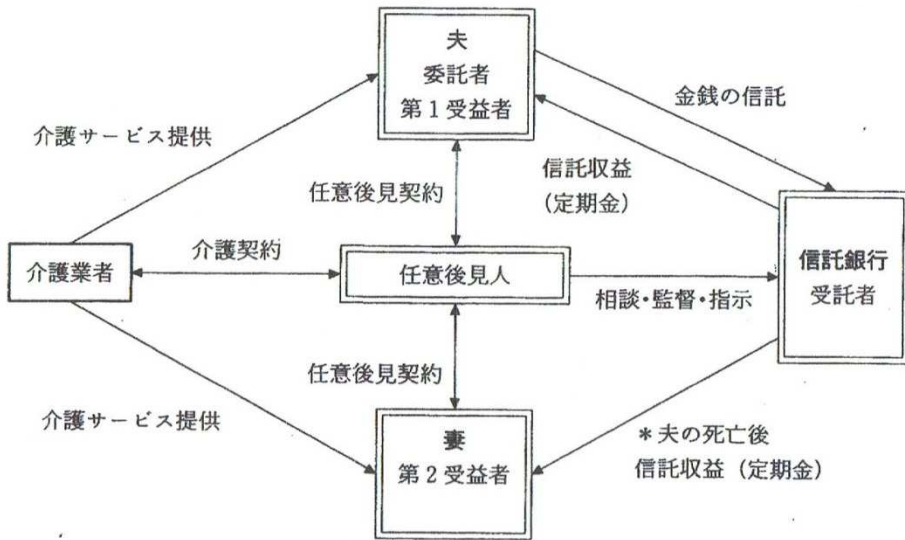 夫
委託者
第1受益者
金銭の信託
介護サービス提供
信託収益
(定期金)
任意後見契約
介護契約
介護業者
任意後見人
信託銀行
受託者
相談・監督・指示
任意後見契約
介護サービス提供
妻
第2受益者
*夫の死亡後
信託収益(定期金)